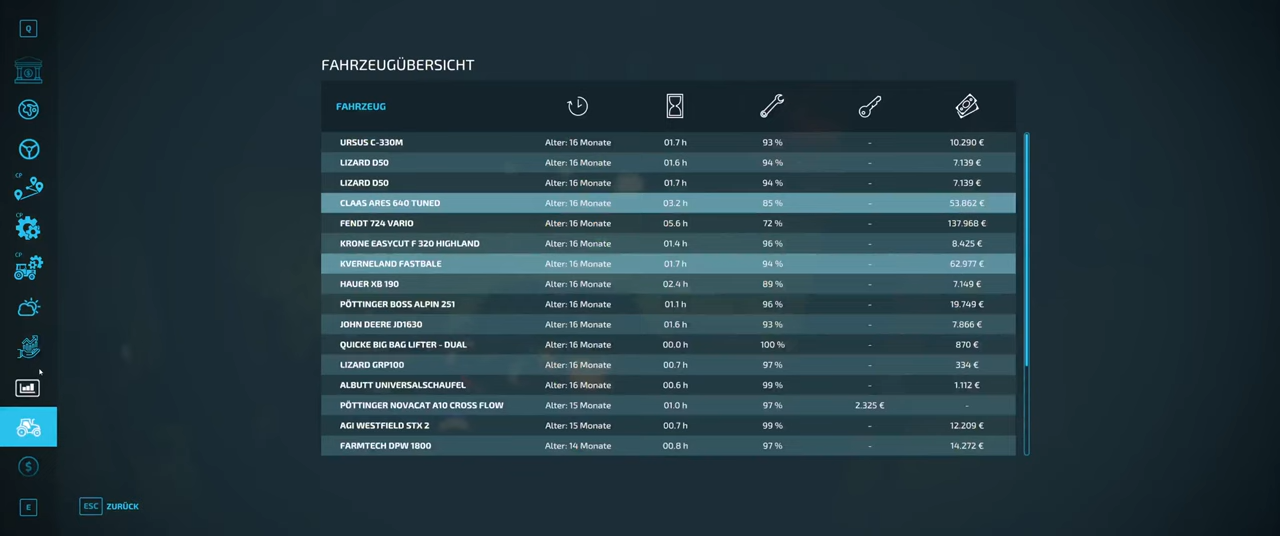 Q
FAHRZEUGÜBERSICHT
FAHRZEUG
URSUS C-330M Alter: 16 Monate 01.7 h 93 % - 10.290 €
LIZARD D50 Alter: 16 Monate 01.6 h 94 % - 7.139 €
LIZARD D50 Alter: 16 Monate 01.7 h 94 % - 7.139 €
CLAAS ARES 640 TUNED Alter: 16 Monate 03.2 h 85 % - 53.862 €
FENDT 724 VARIO Alter: 16 Monate 05.6 h 72 % - 137.968 €
KRONE EASYCUT F 320 HIGHLAND Alter: 16 Monate 01.4 h 96 % - 8.425 €
KVERNELAND FASTBALE Alter: 16 Monate 01.7 h 94 % - 62.977 €
HAUER XB 190 Alter: 16 Monate 02.4 h 89 % - 7.149 €
PÖTTINGER BOSS ALPIN 251 Alter: 16 Monate 01.1 h 96 % - 19.749 €
JOHN DEERE JD1630 Alter: 16 Monate 01.6 h 93 % - 7.866 €
QUICKE BIG BAG LIFTER - DUAL Alter: 16 Monate 00.0 h 100 % - 870 €
LIZARD GRP100 Alter: 16 Monate 00.7 h 97 % - 334 €
ALBUTT UNIVERSALSCHAUFEL Alter: 16 Monate 00.6 h 99 % - 1.112 €
PÖTTINGER NOVACAT A10 CROSS FLOW Alter: 15 Monate 01.0 h 97 % 2.325 € -
AGI WESTFIELD STX 2 Alter: 15 Monate 00.7 h 99 % - 12.209 €
FARMTECH DPW 1800 Alter: 14 Monate 00.8 h 97 % - 14.272 €
CP
CP
CP
$
E
ESC ZURÜCK